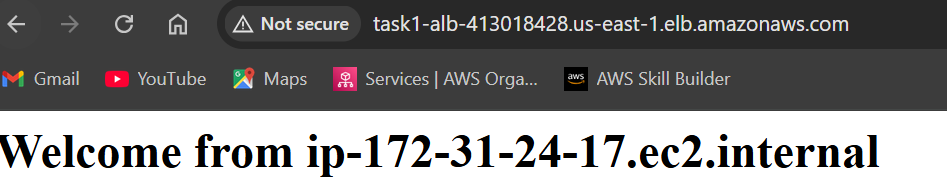 Not secure task1-alb-413018428.us-east-1.elb.amazonaws.com
Gmail YouTube Maps Services | AWS Orga... aws AWS Skill Builder
Welcome from ip-172-31-24-17.ec2.internal